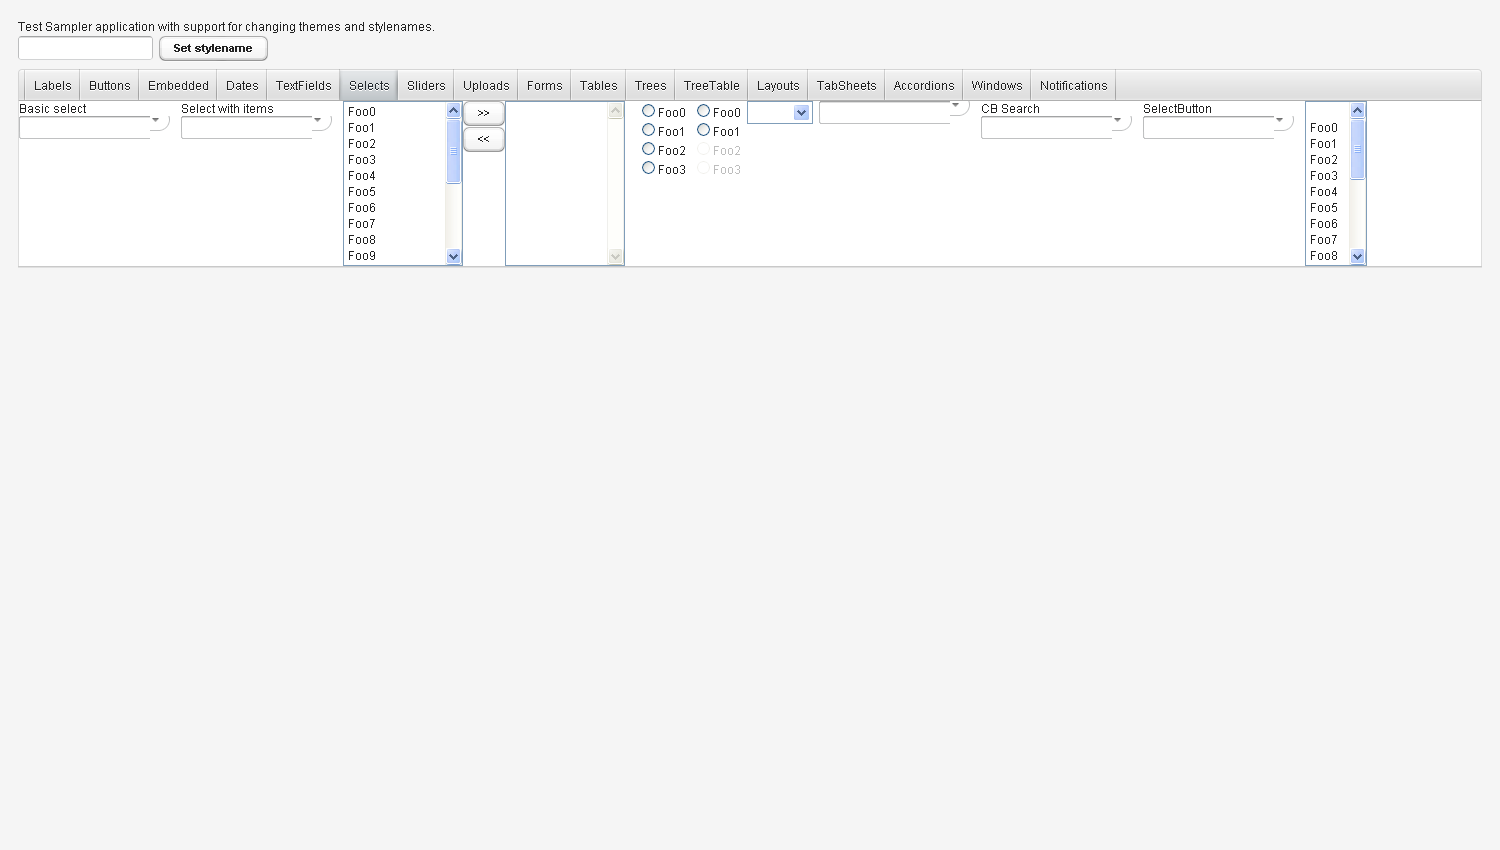 Test Sampler application with support for changing themes and stylenames.
Set stylename
Labels Buttons Embedded Dates TextFields Selects Sliders Uploads Forms Tables Trees TreeTable Layouts TabSheets Accordions Windows Notifications
Basic select
Select with items
Foo0
Foo1
Foo2
Foo3
Foo4
Foo5
Foo6
Foo7
Foo8
Foo9
>>
<<
Foo0
Foo1
Foo2
Foo3
Foo0
Foo1
Foo2
Foo3
CB Search
SelectButton
Foo0
Foo1
Foo2
Foo3
Foo4
Foo5
Foo6
Foo7
Foo8